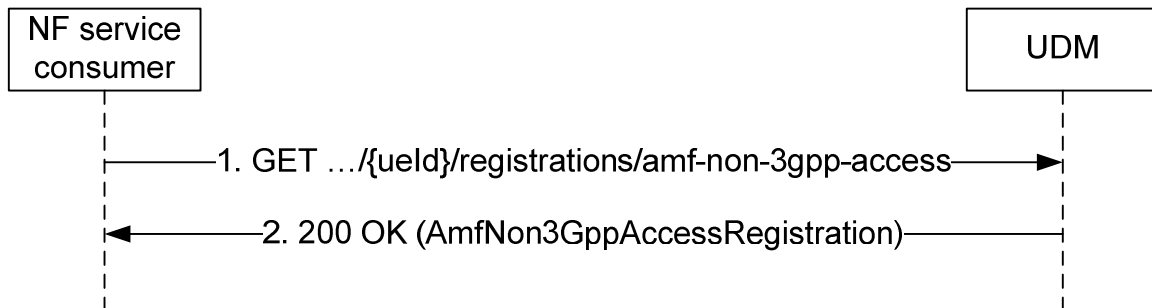 NF service
consumer
UDM
1. GET …/{ueId}/registrations/amf-non-3gpp-access
2. 200 OK (AmfNon3GppAccessRegistration)